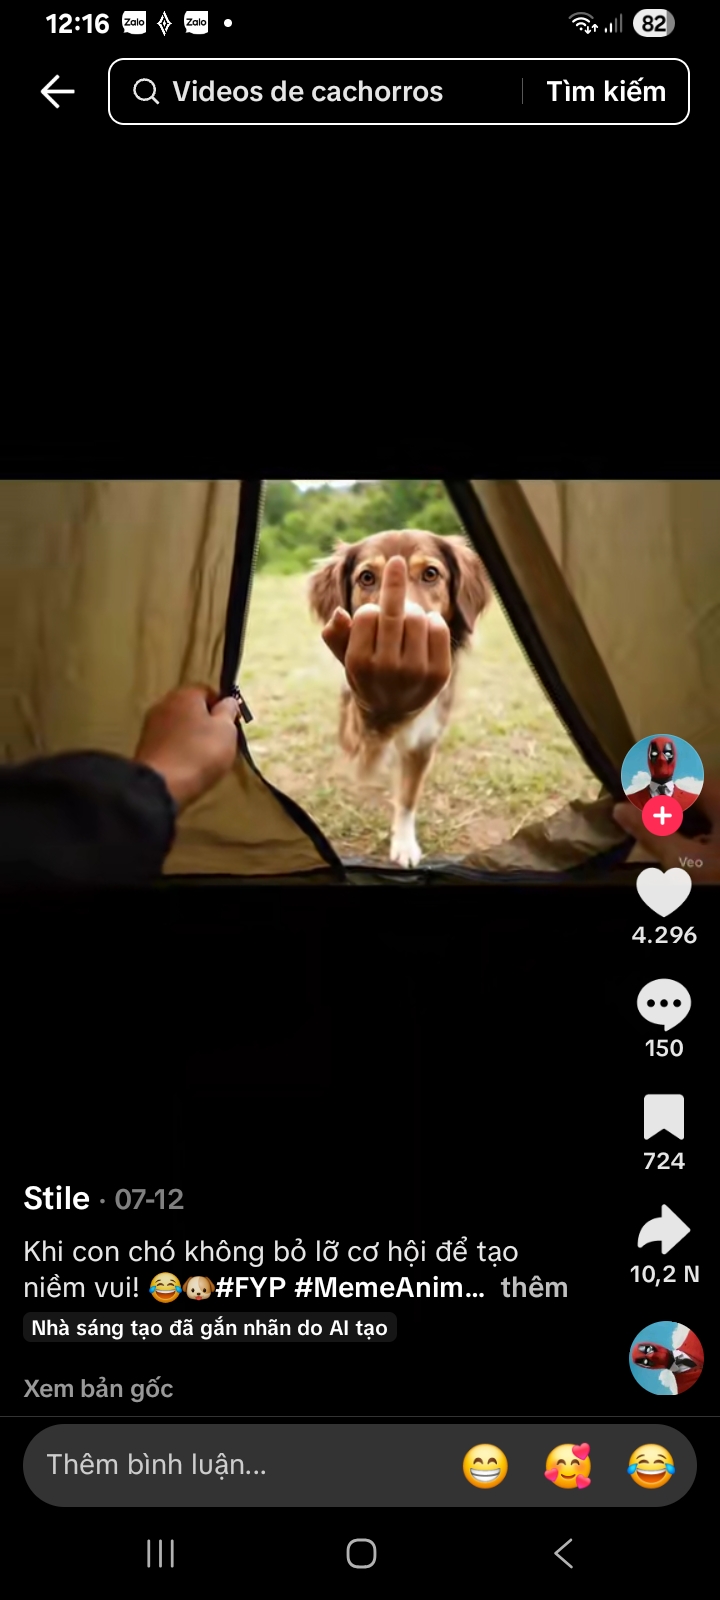 12:16 Zalo Zalo 82
Videos de cachorros Tìm kiếm
Veo
4.296
150
724
10,2 N
Stile · 07-12
Khi con chó không bỏ lỡ cơ hội để tạo
niềm vui! 😂🐶#FYP #MemeAnim... thêm
Nhà sáng tạo đã gắn nhãn do AI tạo
Xem bản gốc
Thêm bình luận...